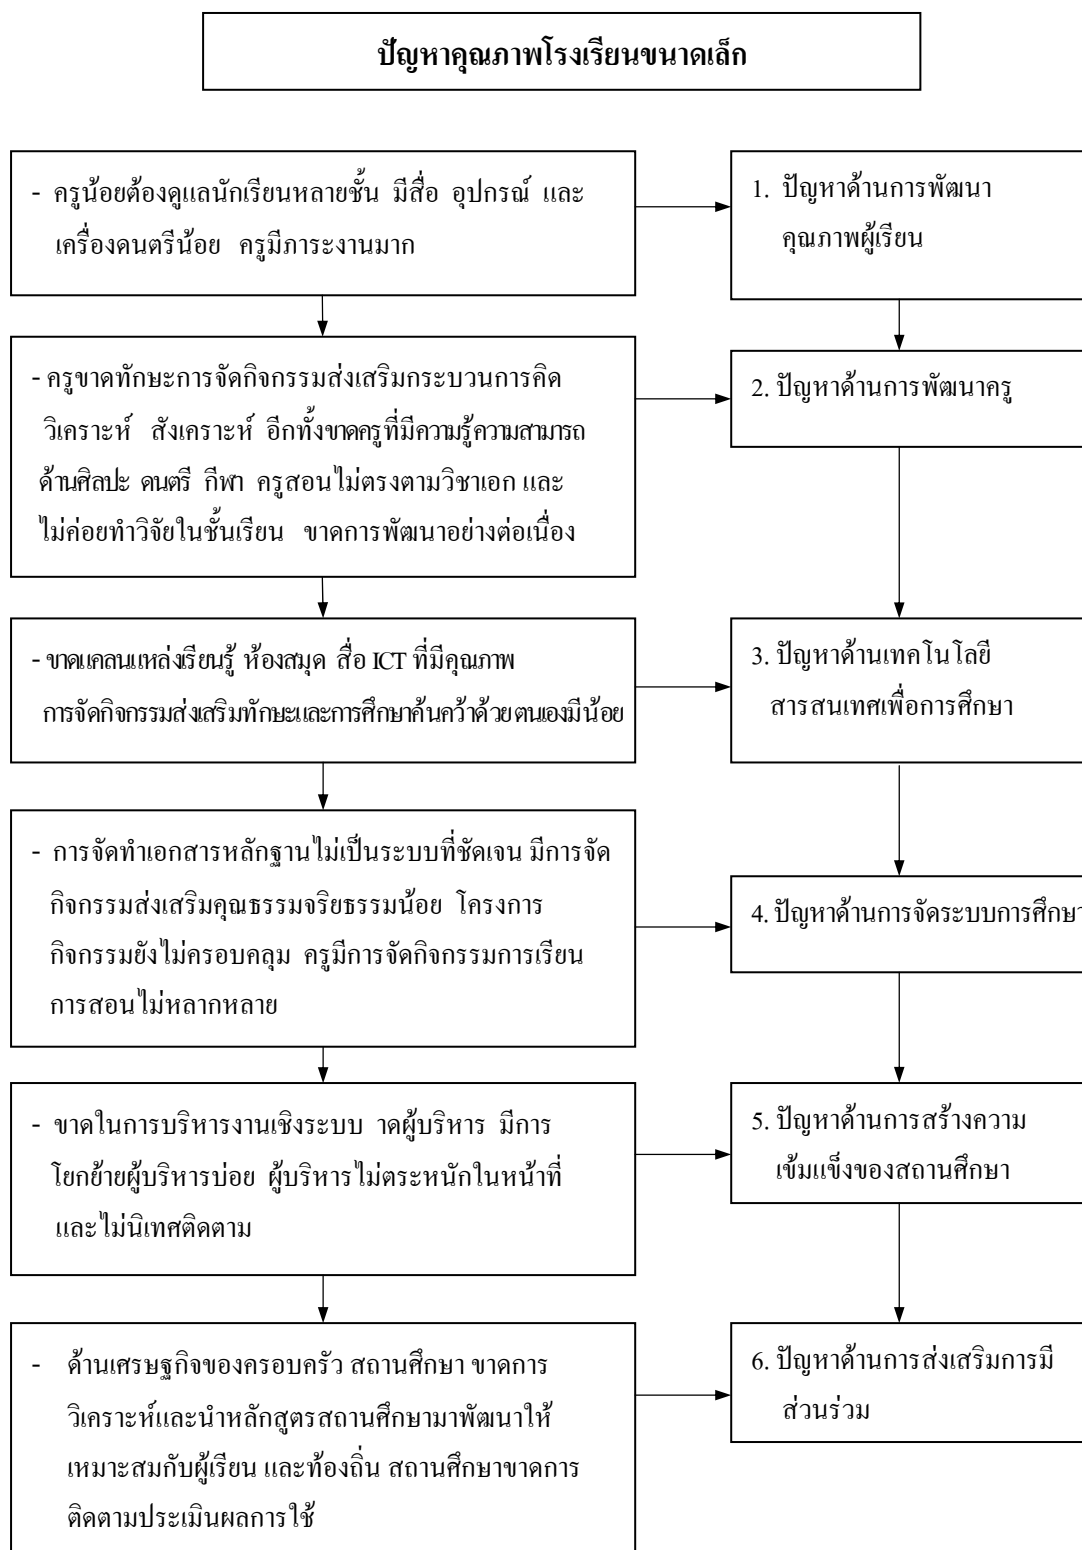 ปัญหาคุณภาพโรงเรียนขนาดเล็ก
- ครูน้อยต้องดูแลนักเรียนหลายชั้น มีสื่อ อุปกรณ์ และ
เครื่องดนตรีน้อย ครูมีภาระงานมาก
1. ปัญหาด้านการพัฒนา
คุณภาพผู้เรียน
- ครูขาดทักษะการจัดกิจกรรมส่งเสริมกระบวนการคิด
วิเคราะห์ สังเคราะห์ อีกทั้งขาดครูที่มีความรู้ความสามารถ
ด้านศิลปะ ดนตรี กีฬา ครูสอนไม่ตรงตามวิชาเอก และ
ไม่ค่อยทำวิจัยในชั้นเรียน ขาดการพัฒนาอย่างต่อเนื่อง
2. ปัญหาด้านการพัฒนาครู
- ขาดแคลนแหล่งเรียนรู้ ห้องสมุด สื่อ ICT ที่มีคุณภาพ
การจัดกิจกรรมส่งเสริมทักษะและการศึกษาค้นคว้าด้วยตนเองมีน้อย
3. ปัญหาด้านเทคโนโลยี
สารสนเทศเพื่อการศึกษา
- การจัดทำเอกสารหลักฐานไม่เป็นระบบที่ชัดเจน มีการจัด
กิจกรรมส่งเสริมคุณธรรมจริยธรรมน้อย โครงการ
กิจกรรมยังไม่ครอบคลุม ครูมีการจัดกิจกรรมการเรียน
การสอนไม่หลากหลาย
4. ปัญหาด้านการจัดระบบการศึกษา
- ขาดในการบริหารงานเชิงระบบ าดผู้บริหาร มีการ
โยกย้ายผู้บริหารบ่อย ผู้บริหารไม่ตระหนักในหน้าที่
และไม่นิเทศติดตาม
5. ปัญหาด้านการสร้างความ
เข้มแข็งของสถานศึกษา
- ด้านเศรษฐกิจของครอบครัว สถานศึกษา ขาดการ
วิเคราะห์และนำหลักสูตรสถานศึกษามาพัฒนาให้
เหมาะสมกับผู้เรียน และท้องถิ่น สถานศึกษาขาดการ
ติดตามประเมินผลการใช้
6. ปัญหาด้านการส่งเสริมการมี
ส่วนร่วม